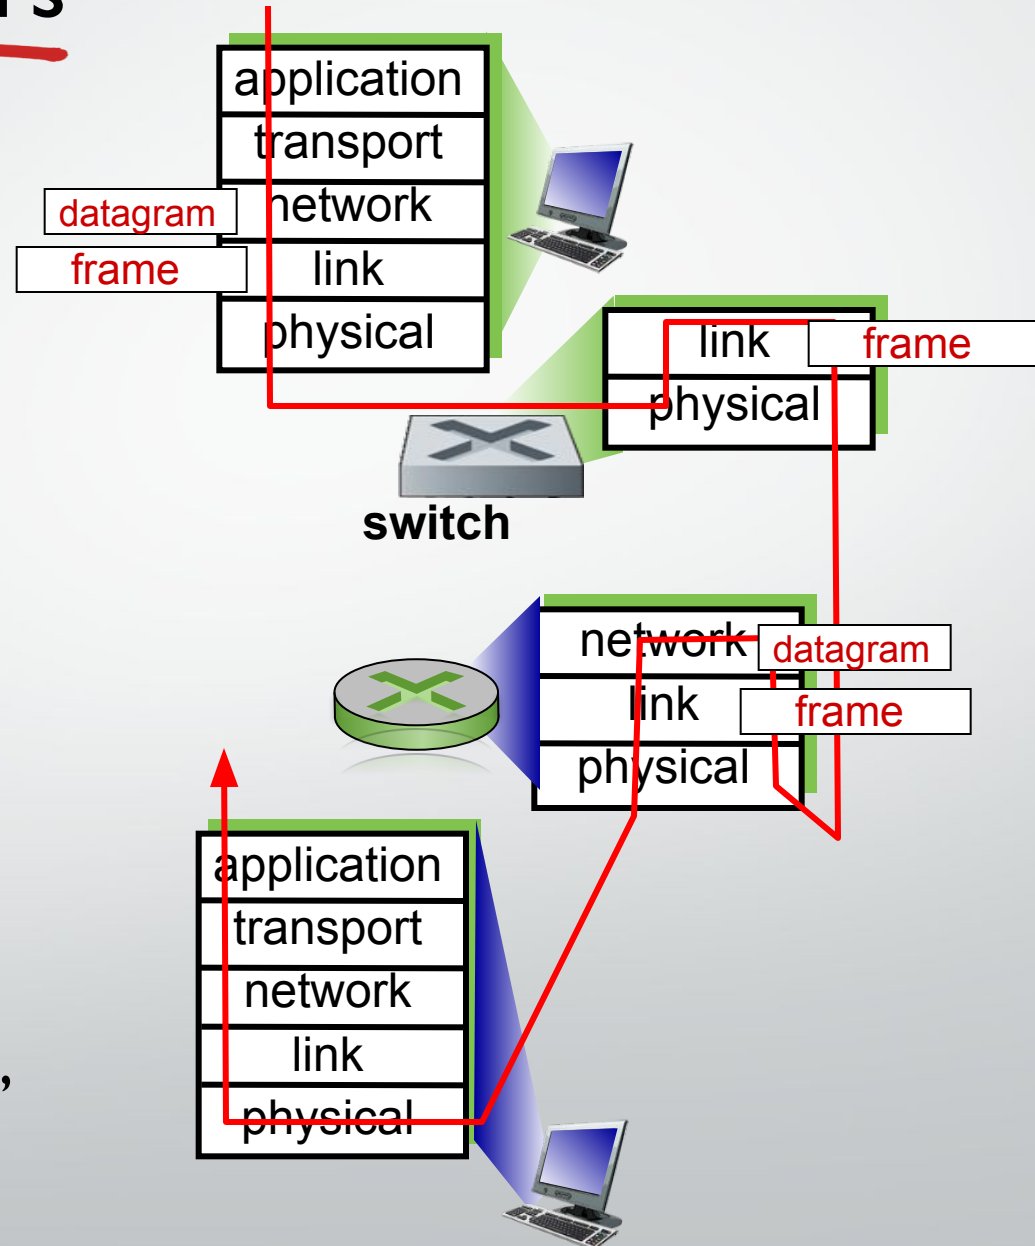 application
transport
datagram
network
frame
link
physical
link
frame
physical
switch
network
datagram
link
frame
physical
application
transport
network
link
,
physical